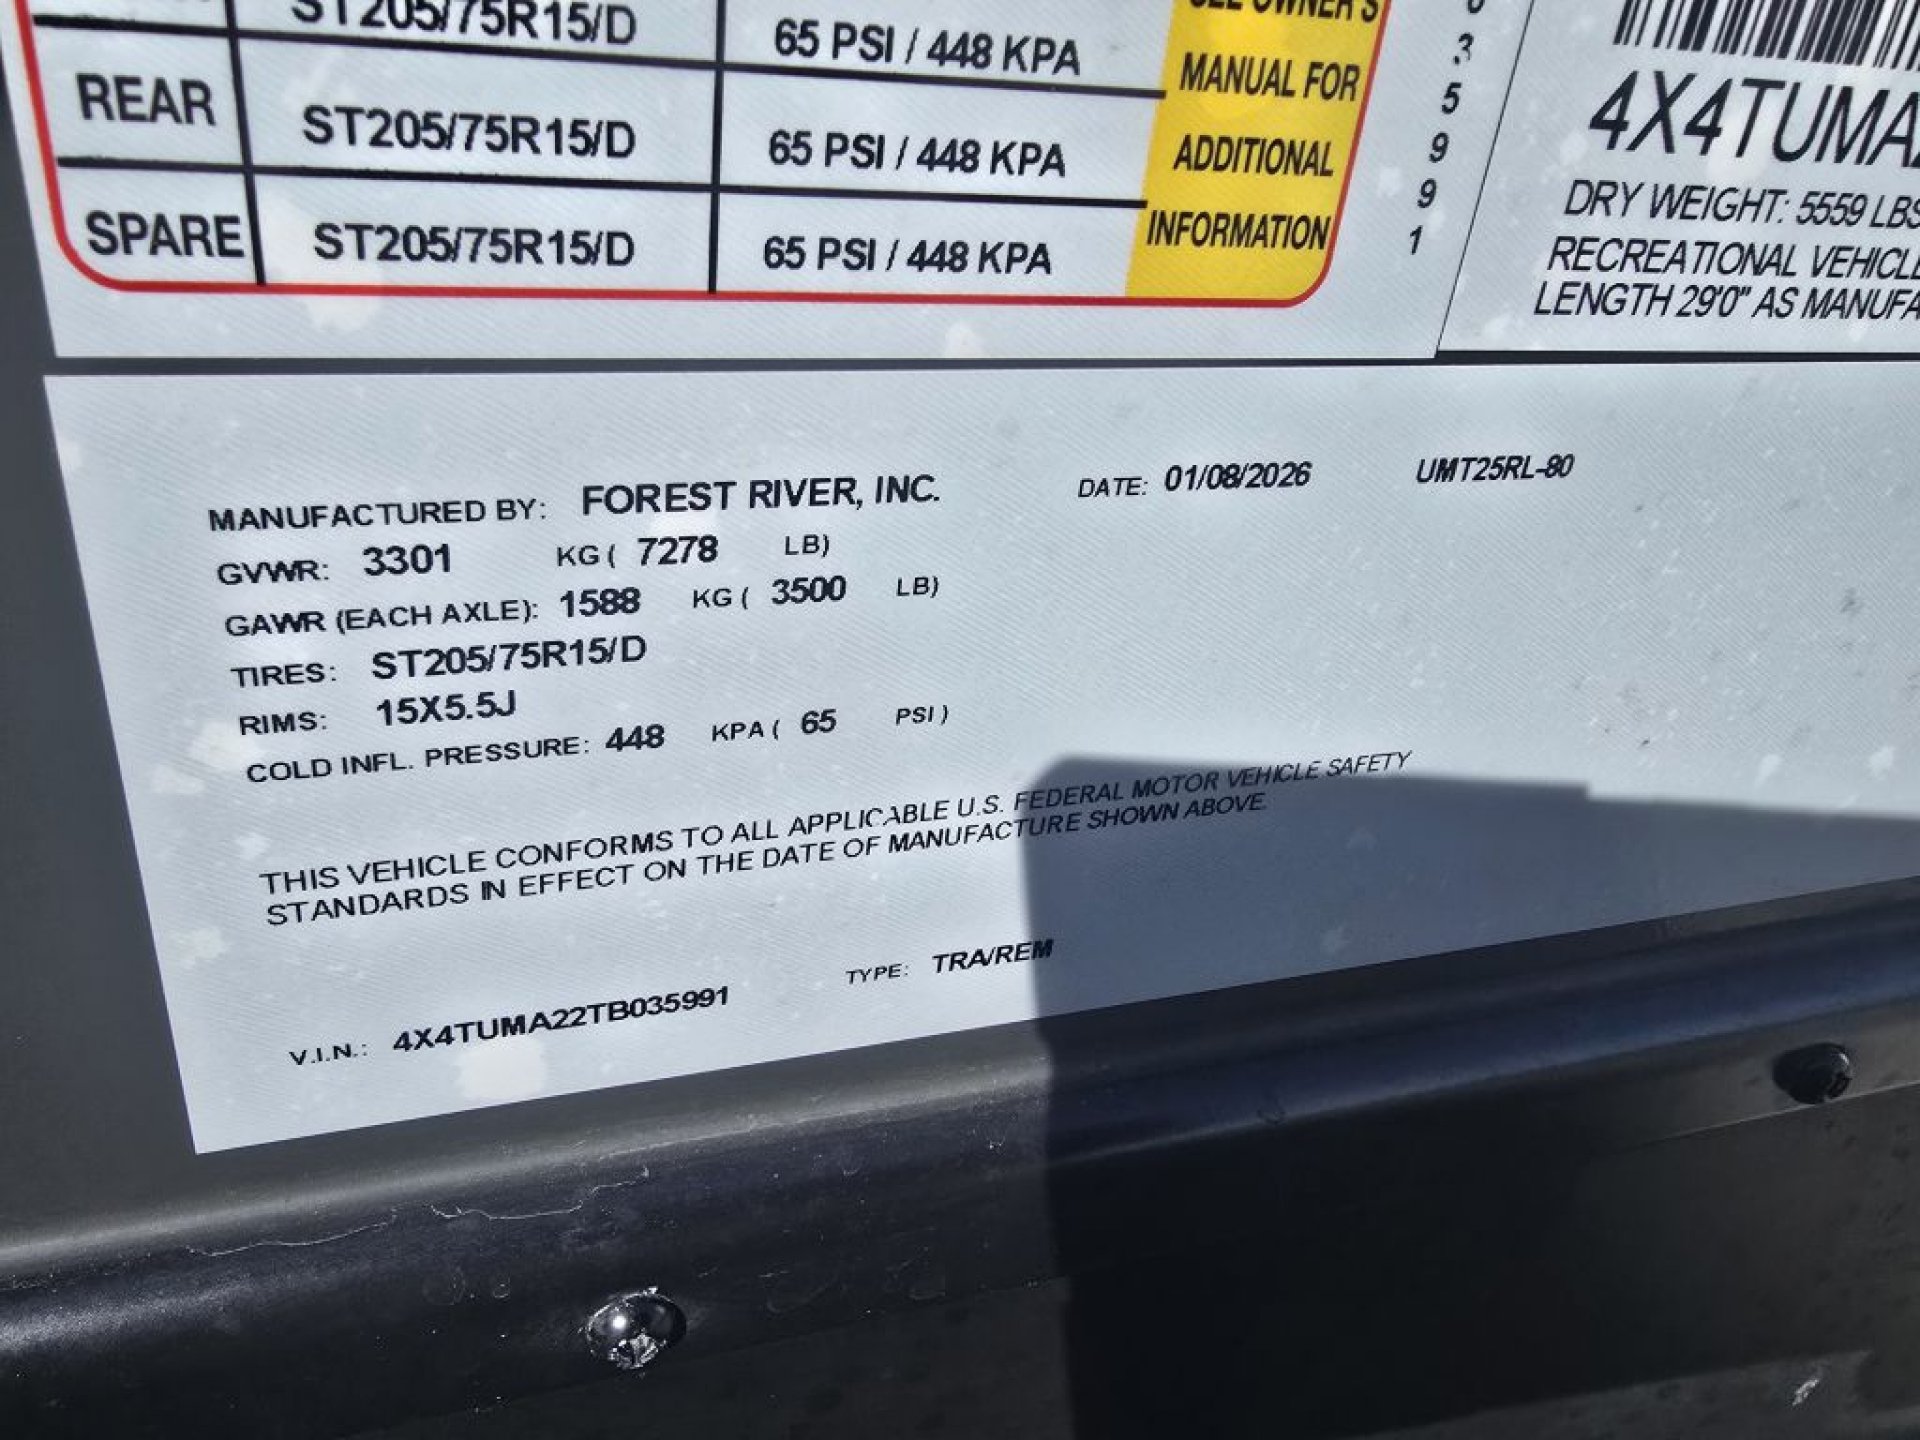 ST205/75R15/D 65 PSI / 448 KPA
REAR ST205/75R15/D 65 PSI / 448 KPA
SPARE ST205/75R15/D 65 PSI / 448 KPA
SEE OWNER'S
MANUAL FOR
ADDITIONAL
INFORMATION
3
5
9
9
1
4X4TUMA
DRY WEIGHT: 5559 LBS
RECREATIONAL VEHICLE
LENGTH 29'0" AS MANUFA
MANUFACTURED BY: FOREST RIVER, INC. DATE: 01/08/2026 UMT25RL-80
GVWR: 3301 KG ( 7278 LB)
GAWR (EACH AXLE): 1588 KG ( 3500 LB)
TIRES: ST205/75R15/D
RIMS: 15X5.5J
COLD INFL. PRESSURE: 448 KPA ( 65 PSI )
THIS VEHICLE CONFORMS TO ALL APPLICABLE U.S. FEDERAL MOTOR VEHICLE SAFETY
STANDARDS IN EFFECT ON THE DATE OF MANUFACTURE SHOWN ABOVE.
V.I.N.: 4X4TUMA22TB035991 TYPE: TRA/REM